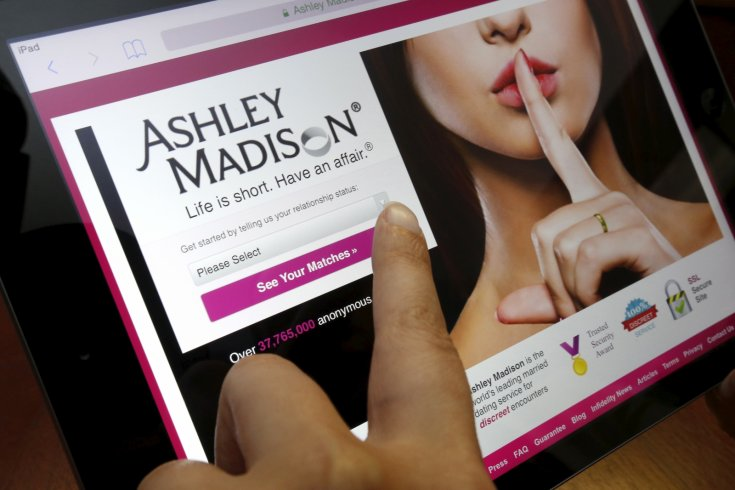 iPad
Ashley Madis
ASHLEY
MADISON®
Life is short. Have an affair.®
Get started by telling us your relationship status:
Please Select
See Your Matches »
Over 37,765,000 anonymous
Ashley Madison is the
world's leading married
dating service for
discreet encounters
Trusted
Security
Award
100%
DISCREET
SERVICE
SSL
Secure
Site
Press FAQ Guarantee Blog Infidelity News Articles Terms Privacy Contact Us